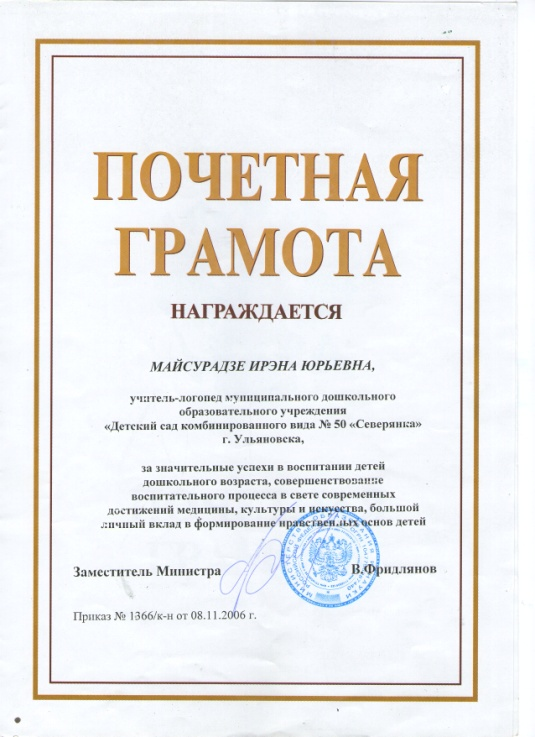 ПОЧЕТНАЯ
ГРАМОТА
НАГРАЖДАЕТСЯ
МАЙСУРАДЗЕ ИРЭНА ЮРЬЕВНА,
учитель-логопед муниципального дошкольного
образовательного учреждения
«Детский сад комбинированного вида № 50 «Северянка»
г. Ульяновска,
за значительные успехи в воспитании детей
дошкольного возраста, совершенствование
воспитательного процесса в свете современных
достижений медицины, культуры и искусства, большой
личный вклад в формирование нравственных основ детей
Заместитель Министра В.Фридлянов
Приказ № 1366/к-н от 08.11.2006 г.